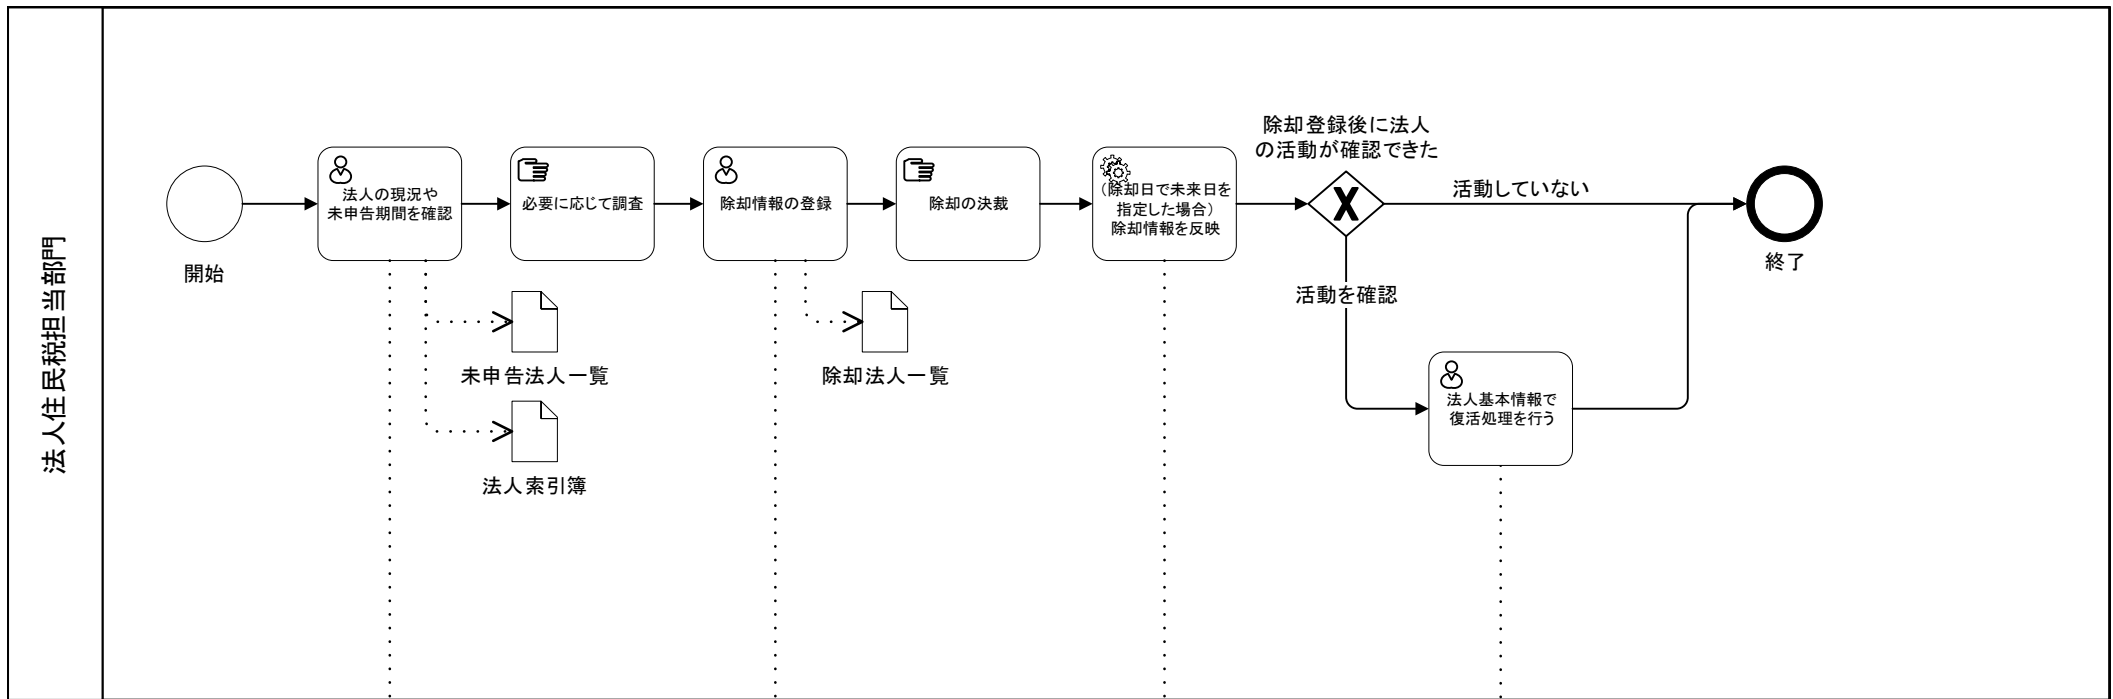 法人住民税担当部門
開始
法人の現況や
未申告期間を確認
必要に応じて調査
除却情報の登録
除却の決裁
（除却日で未来日を
指定した場合）
除却情報を反映
除却登録後に法人
の活動が確認できた
活動していない
終了
活動を確認
未申告法人一覧
除却法人一覧
法人索引簿
法人基本情報で
復活処理を行う